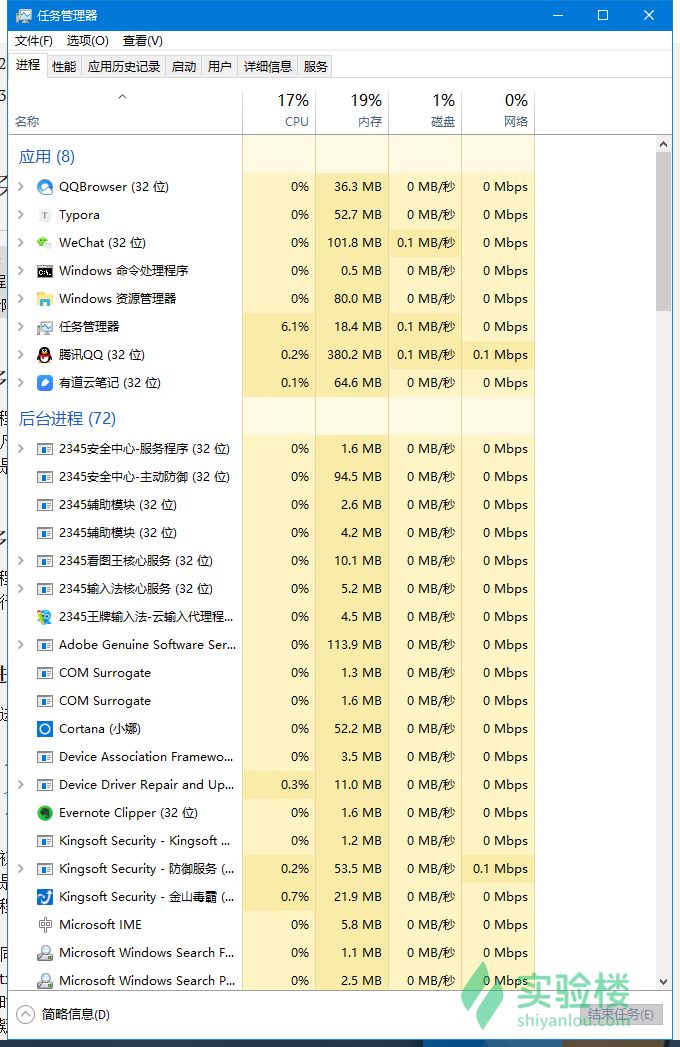 任务管理器
文件(F) 选项(O) 查看(V)
进程 性能 应用历史记录 启动 用户 详细信息 服务
17% 19% 1% 0%
名称 CPU 内存 磁盘 网络
应用 (8)
QQBrowser (32 位) 0% 36.3 MB 0 MB/秒 0 Mbps
Typora 0% 52.7 MB 0 MB/秒 0 Mbps
WeChat (32 位) 0% 101.8 MB 0.1 MB/秒 0 Mbps
Windows 命令处理程序 0% 0.5 MB 0 MB/秒 0 Mbps
Windows 资源管理器 0% 80.0 MB 0 MB/秒 0 Mbps
任务管理器 6.1% 18.4 MB 0.1 MB/秒 0 Mbps
腾讯QQ (32 位) 0.2% 380.2 MB 0.1 MB/秒 0.1 Mbps
有道云笔记 (32 位) 0.1% 64.6 MB 0 MB/秒 0 Mbps
后台进程 (72)
2345安全中心-服务程序 (32 位) 0% 1.6 MB 0 MB/秒 0 Mbps
2345安全中心-主动防御 (32 位) 0% 94.5 MB 0 MB/秒 0 Mbps
2345辅助模块 (32 位) 0% 2.6 MB 0 MB/秒 0 Mbps
2345辅助模块 (32 位) 0% 4.2 MB 0 MB/秒 0 Mbps
2345看图王核心服务 (32 位) 0% 10.1 MB 0 MB/秒 0 Mbps
2345输入法核心服务 (32 位) 0% 5.2 MB 0 MB/秒 0 Mbps
2345王牌输入法-云输入代理程... 0% 4.5 MB 0 MB/秒 0 Mbps
Adobe Genuine Software Ser... 0% 113.9 MB 0 MB/秒 0 Mbps
COM Surrogate 0% 1.3 MB 0 MB/秒 0 Mbps
COM Surrogate 0% 1.6 MB 0 MB/秒 0 Mbps
Cortana (小娜) 0% 52.2 MB 0 MB/秒 0 Mbps
Device Association Framewo... 0% 3.5 MB 0 MB/秒 0 Mbps
Device Driver Repair and Up... 0.3% 11.0 MB 0 MB/秒 0 Mbps
Evernote Clipper (32 位) 0% 1.6 MB 0 MB/秒 0 Mbps
Kingsoft Security - Kingsoft ... 0% 1.2 MB 0 MB/秒 0 Mbps
Kingsoft Security - 防御服务 (... 0.2% 53.5 MB 0 MB/秒 0.1 Mbps
Kingsoft Security - 金山毒霸 (... 0.7% 21.9 MB 0 MB/秒 0 Mbps
Microsoft IME 0% 5.8 MB 0 MB/秒 0 Mbps
Microsoft Windows Search F... 0% 1.1 MB 0 MB/秒 0 Mbps
Microsoft Windows Search P... 0% 2.5 MB 0 MB/秒 0 Mbps
简略信息(D) 结束任务(E)
实验楼
shiyanlou.com